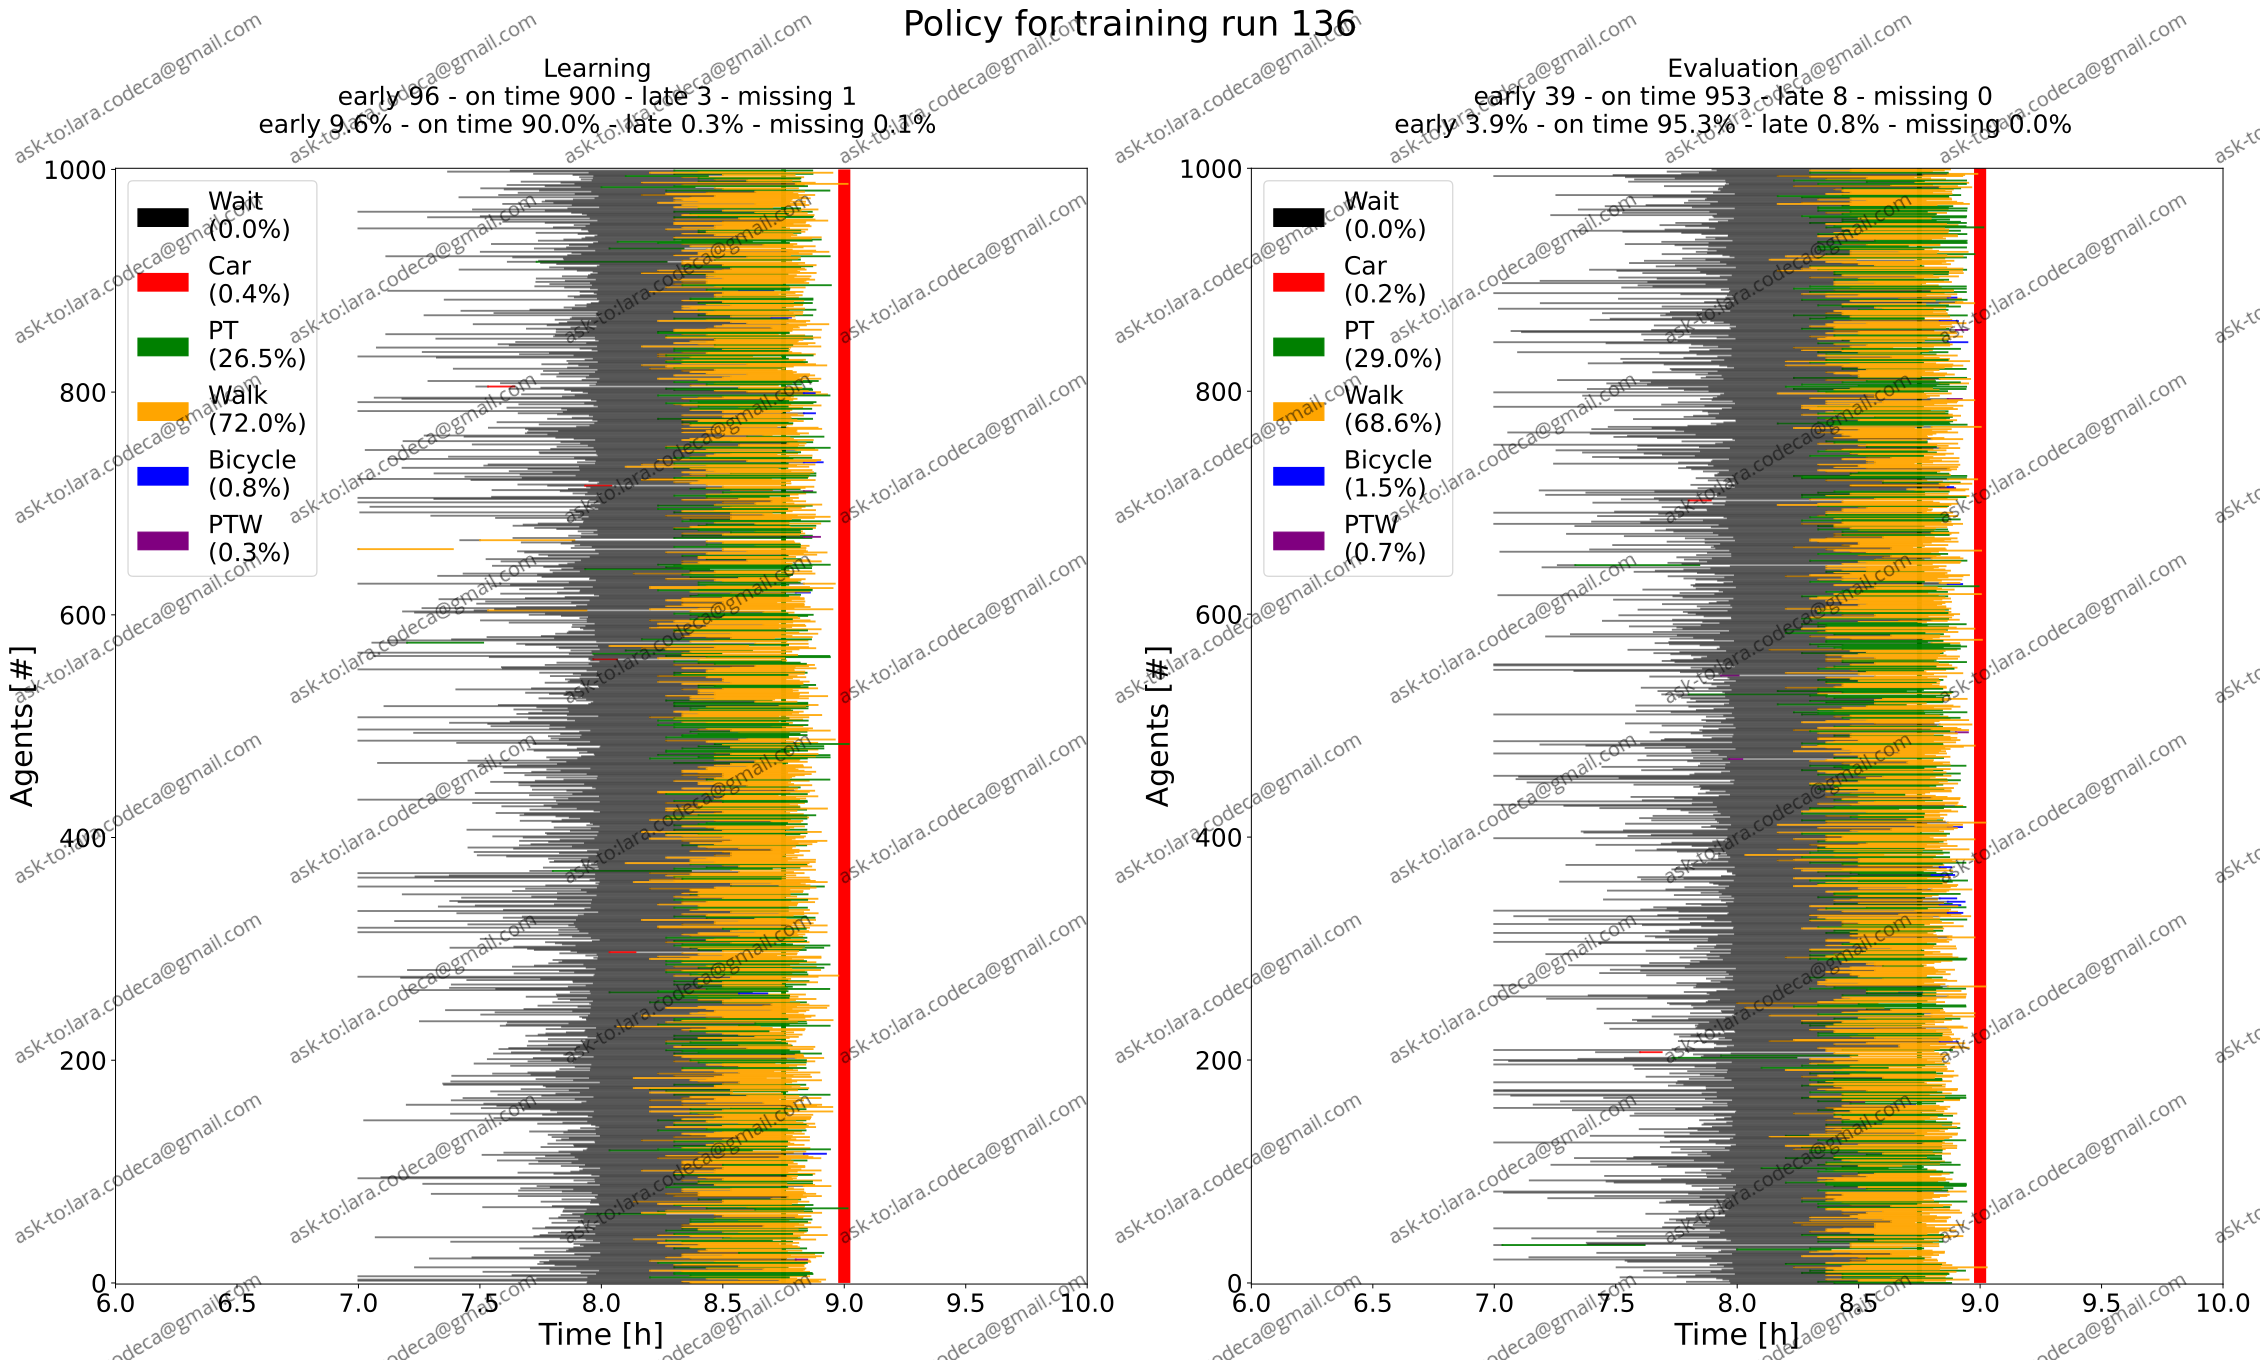 Policy for training run 136
Learning
early 96 - on time 900 - late 3 - missing 1
early 9.6% - on time 90.0% - late 0.3% - missing 0.1%
Agents [#]
1000
800
600
400
200
0
Wait
(0.0%)
Car
(0.4%)
PT
(26.5%)
Walk
(72.0%)
Bicycle
(0.8%)
PTW
(0.3%)
6.0 6.5 7.0 7.5 8.0 8.5 9.0 9.5 10.0
Time [h]
Evaluation
early 39 - on time 953 - late 8 - missing 0
early 3.9% - on time 95.3% - late 0.8% - missing 0.0%
Agents [#]
1000
800
600
400
200
0
Wait
(0.0%)
Car
(0.2%)
PT
(29.0%)
Walk
(68.6%)
Bicycle
(1.5%)
PTW
(0.7%)
6.0 6.5 7.0 7.5 8.0 8.5 9.0 9.5 10.0
Time [h]
ask-to:lara.codeca@gmail.com